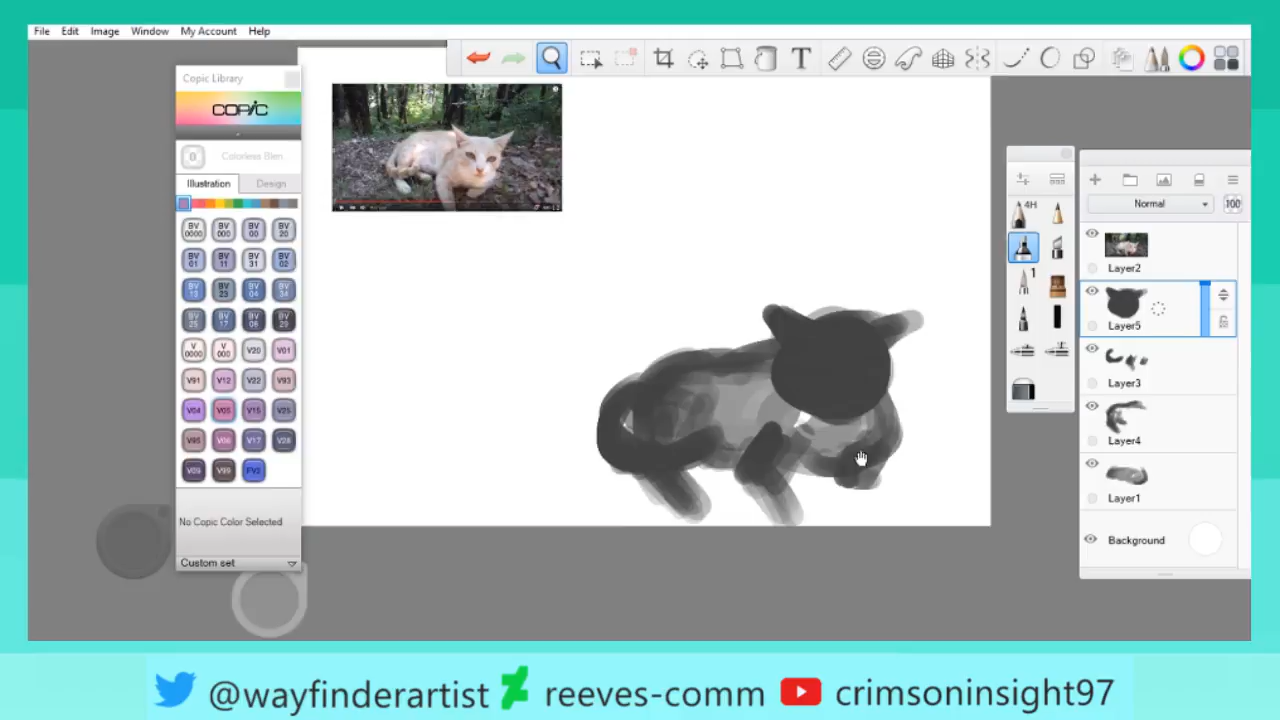 File Edit Image Window My Account Help
Copic Library
COPIC
0 Colorless Blen
Illustration Design
BV 0000 BV 000 BV 00 BV 20
BV 01 BV 11 BV 31 BV 02
BV 13 BV 23 BV 04 BV 34
BV 25 BV 17 BV 08 BV 29
V 0000 V 000 V20 V01
V91 V12 V22 V93
V04 V05 V15 V25
V95 V06 V17 V28
V09 V99 FV2
No Copic Color Selected
Custom set
T
4H
1
Normal 100
Layer2
Layer5
Layer3
Layer4
Layer1
Background
@wayfinderartist reeves-comm crimsoninsight97